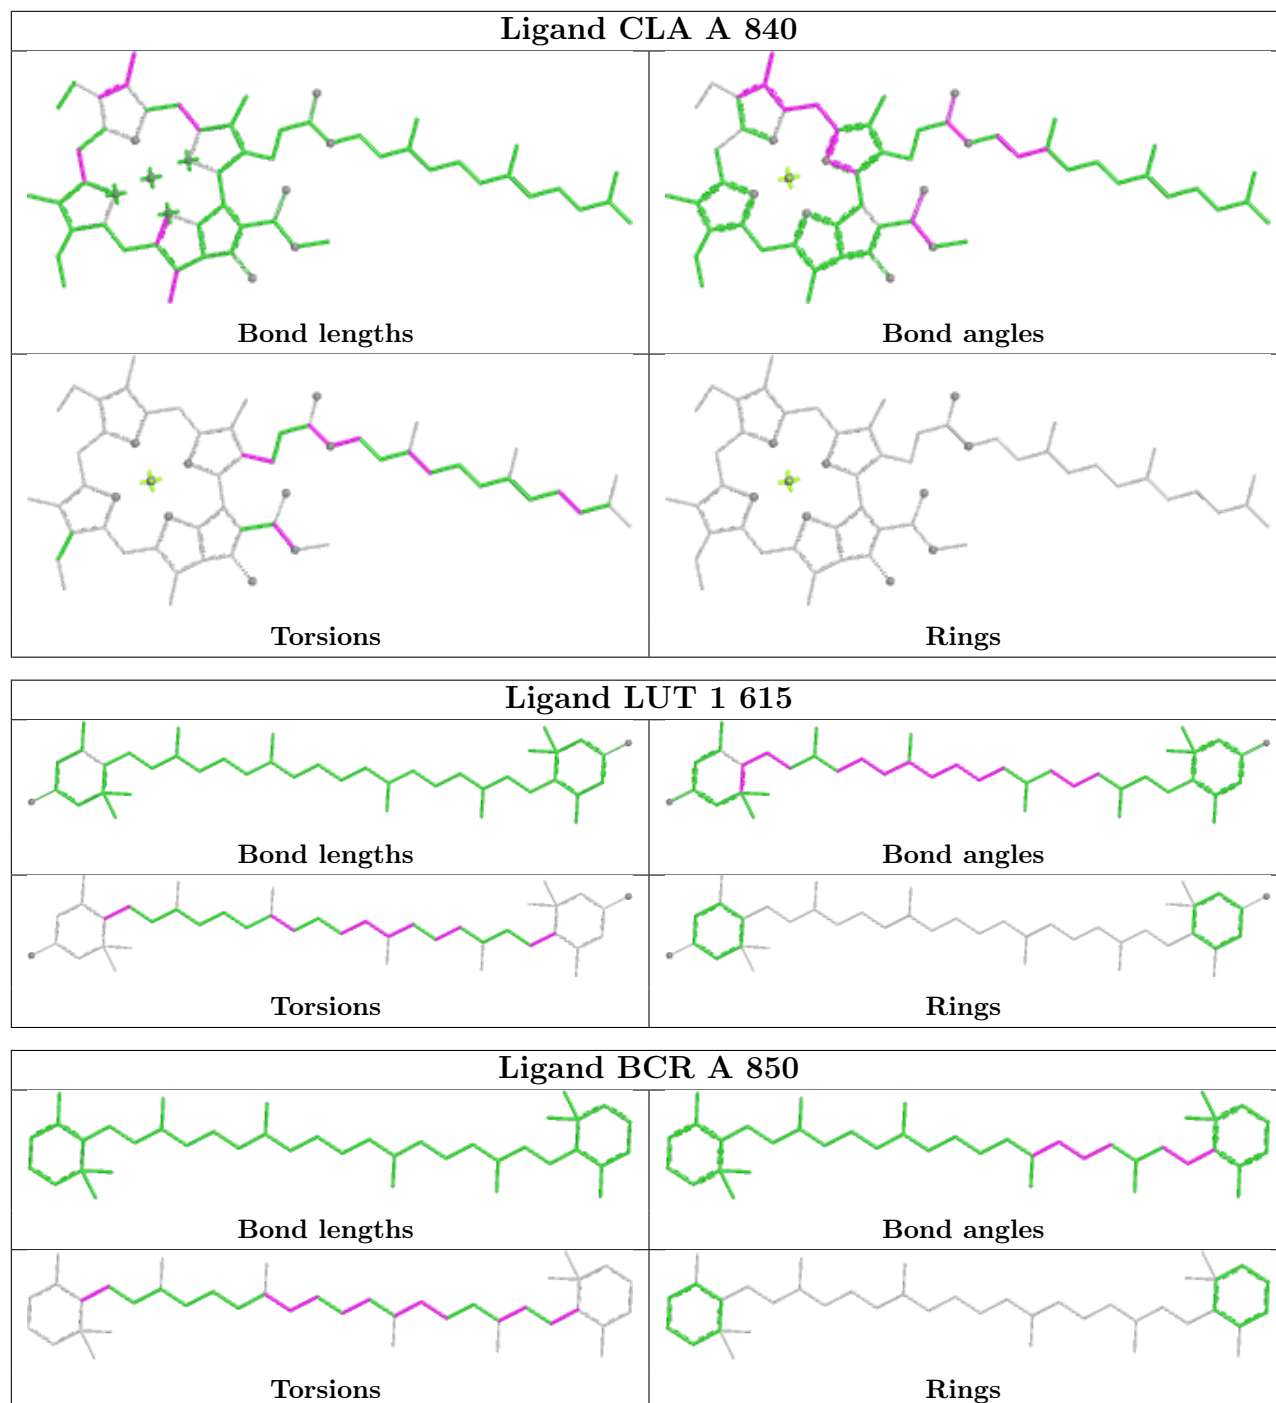 Ligand CLA A 840
Bond lengths
Bond angles
Torsions
Rings
Ligand LUT 1 615
Bond lengths
Bond angles
Torsions
Rings
Ligand BCR A 850
Bond lengths
Bond angles
Torsions
Rings